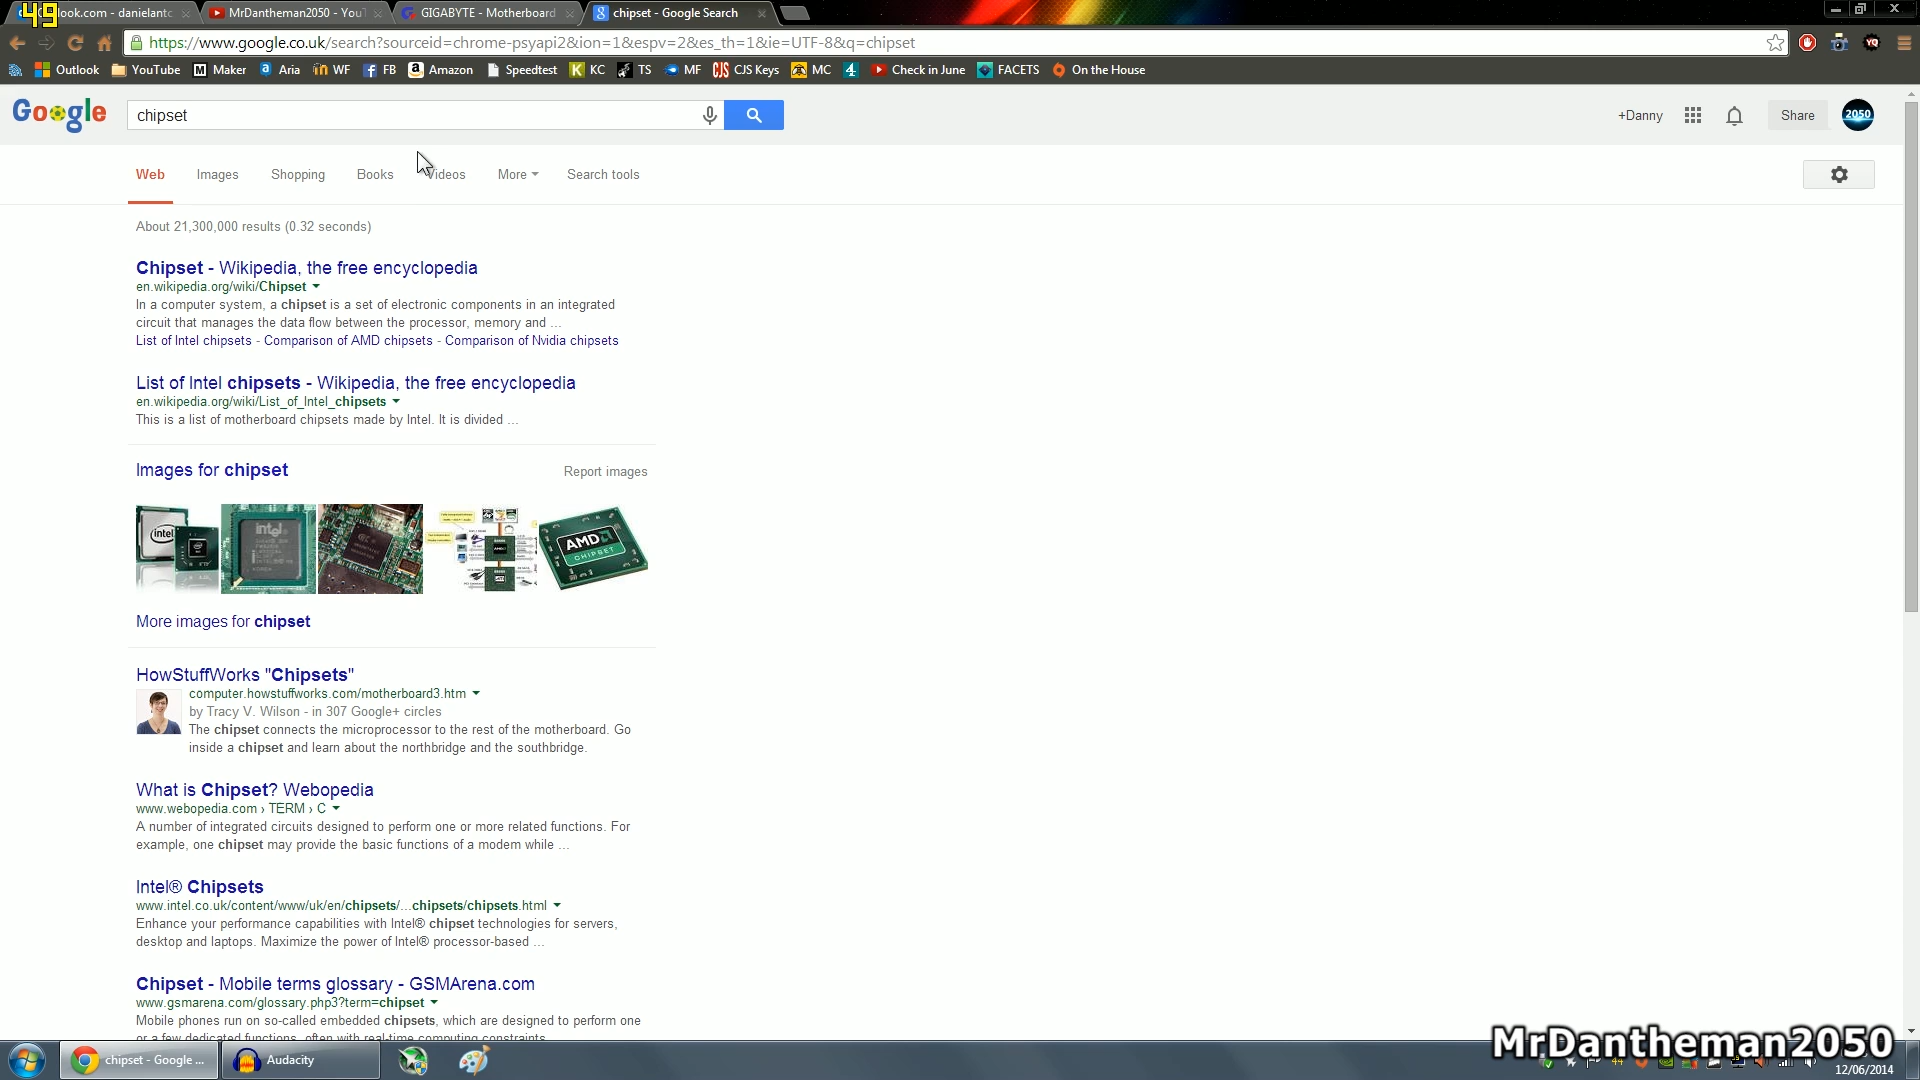 49
look.com - danielantc
MrDantheman2050 - YouT
GIGABYTE - Motherboard
chipset - Google Search
https://www.google.co.uk/search?sourceid=chrome-psyapi2&ion=1&espv=2&es_th=1&ie=UTF-8&q=chipset
Outlook YouTube Maker Aria WF FB Amazon Speedtest KC TS MF CJS Keys MC Check in June FACETS On the House
Google
chipset
+Danny
Share
2050
Web Images Shopping Books Videos More Search tools
About 21,300,000 results (0.32 seconds)
Chipset - Wikipedia, the free encyclopedia
en.wikipedia.org/wiki/Chipset
In a computer system, a chipset is a set of electronic components in an integrated
circuit that manages the data flow between the processor, memory and ...
List of Intel chipsets - Comparison of AMD chipsets - Comparison of Nvidia chipsets
List of Intel chipsets - Wikipedia, the free encyclopedia
en.wikipedia.org/wiki/List_of_Intel_chipsets
This is a list of motherboard chipsets made by Intel. It is divided ...
Images for chipset
Report images
intel
AMD
CHIPSET
More images for chipset
HowStuffWorks "Chipsets"
computer.howstuffworks.com/motherboard3.htm
by Tracy V. Wilson - in 307 Google+ circles
The chipset connects the microprocessor to the rest of the motherboard. Go
inside a chipset and learn about the northbridge and the southbridge.
What is Chipset? Webopedia
www.webopedia.com › TERM › C
A number of integrated circuits designed to perform one or more related functions. For
example, one chipset may provide the basic functions of a modem while ...
Intel® Chipsets
www.intel.co.uk/content/www/uk/en/chipsets/...chipsets/chipsets.html
Enhance your performance capabilities with Intel® chipset technologies for servers,
desktop and laptops. Maximize the power of Intel® processor-based ...
Chipset - Mobile terms glossary - GSMArena.com
www.gsmarena.com/glossary.php3?term=chipset
Mobile phones run on so-called embedded chipsets, which are designed to perform one
or a few dedicated functions, often with real-time computing constraints.
MrDantheman2050
chipset - Google ...
Audacity
12/06/2014